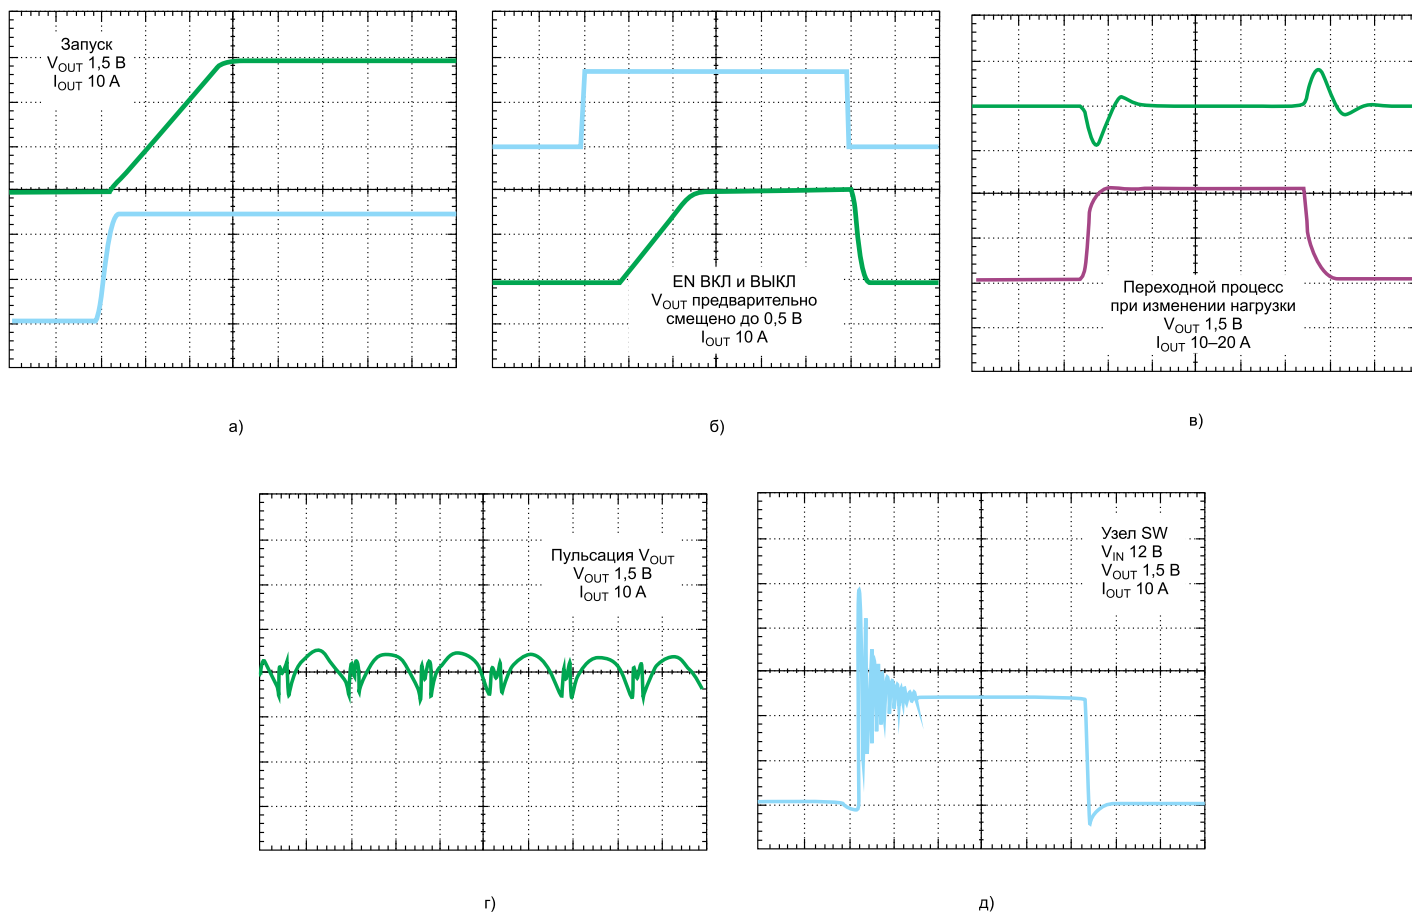 Запуск
VOUT 1,5 В
IOUT 10 А
EN ВКЛ и ВЫКЛ
VOUT предварительно
смещено до 0,5 В
IOUT 10 А
Переходной процесс
при изменении нагрузки
VOUT 1,5 В
IOUT 10–20 А
а)
б)
в)
Пульсация VOUT
VOUT 1,5 В
IOUT 10 А
Узел SW
VIN 12 В
VOUT 1,5 В
IOUT 10 А
г)
д)